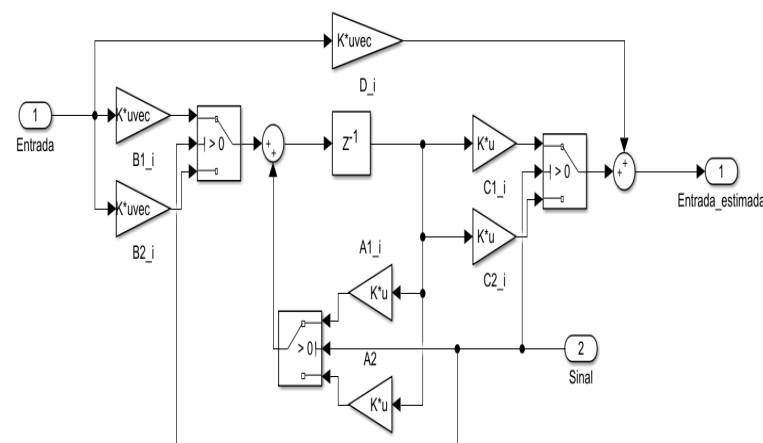 K*uvec
D_i
1
Entrada
K*uvec
B1_i
> 0
K*uvec
B2_i
+
+
Z-1
K*u
C1_i
> 0
K*u
C2_i
+
+
1
Entrada_estimada
A1_i
K*u
> 0
A2
K*u
2
Sinal